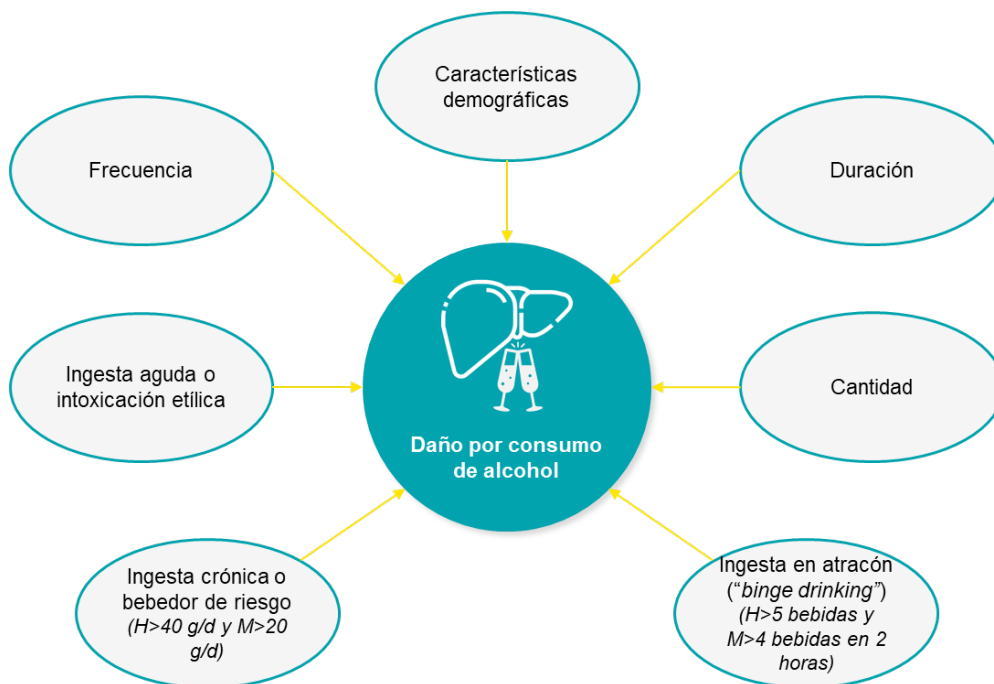 Características
demográficas
Frecuencia
Duración
Ingesta aguda o
intoxicación etílica
Daño por consumo
de alcohol
Cantidad
Ingesta crónica o
bebedor de riesgo
(H>40 g/d y M>20
g/d)
Ingesta en atracón
(“binge drinking”)
(H>5 bebidas y
M>4 bebidas en 2
horas)